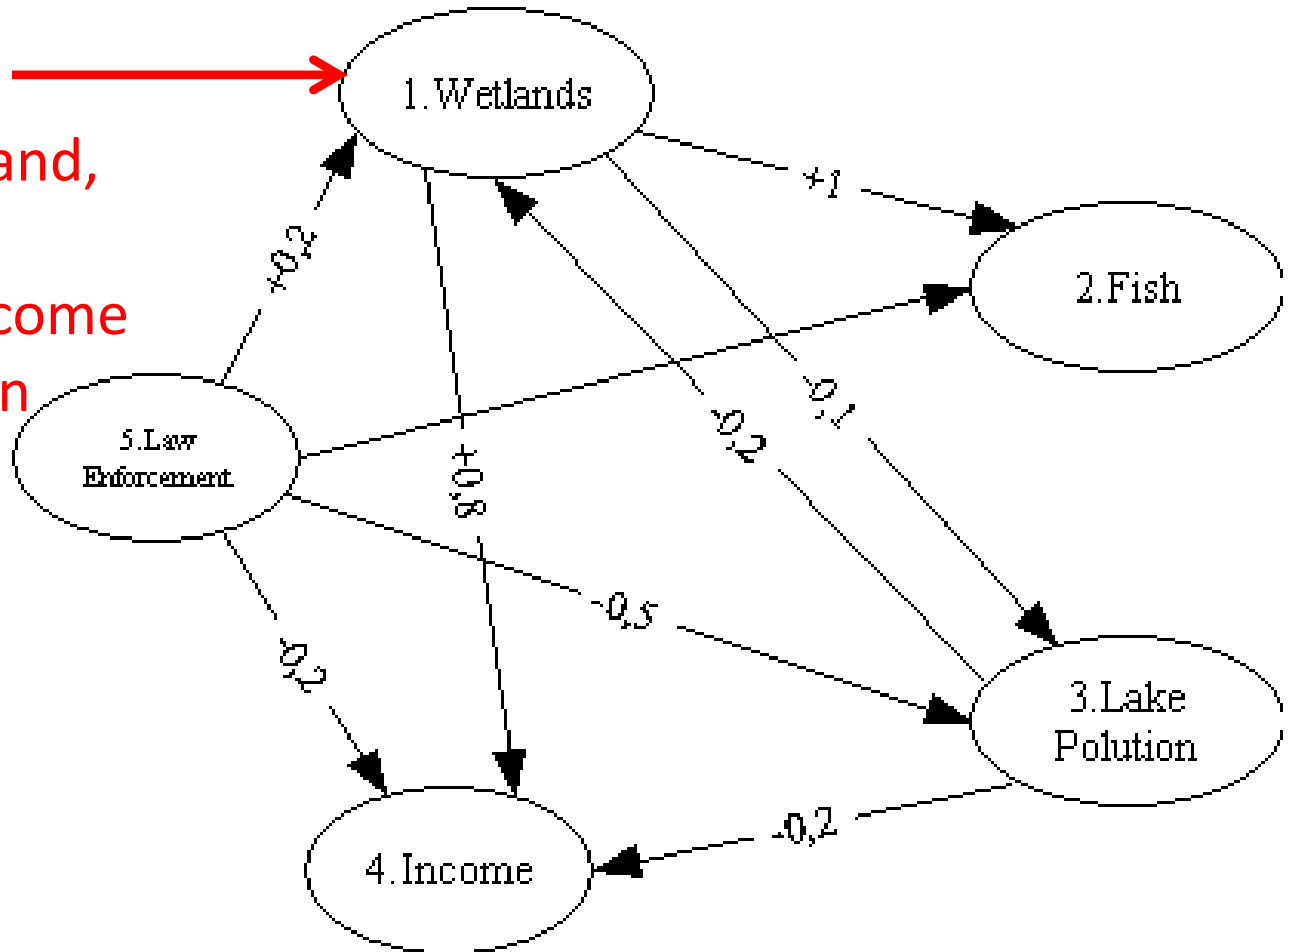 1.Wetlands
and,
+1
+0,2
2.Fish
come
n
-0,1
-0,2
5.Law
Enforcement
+0,8
-0,5
-0,2
3.Lake
Polution
-0,2
4.Income